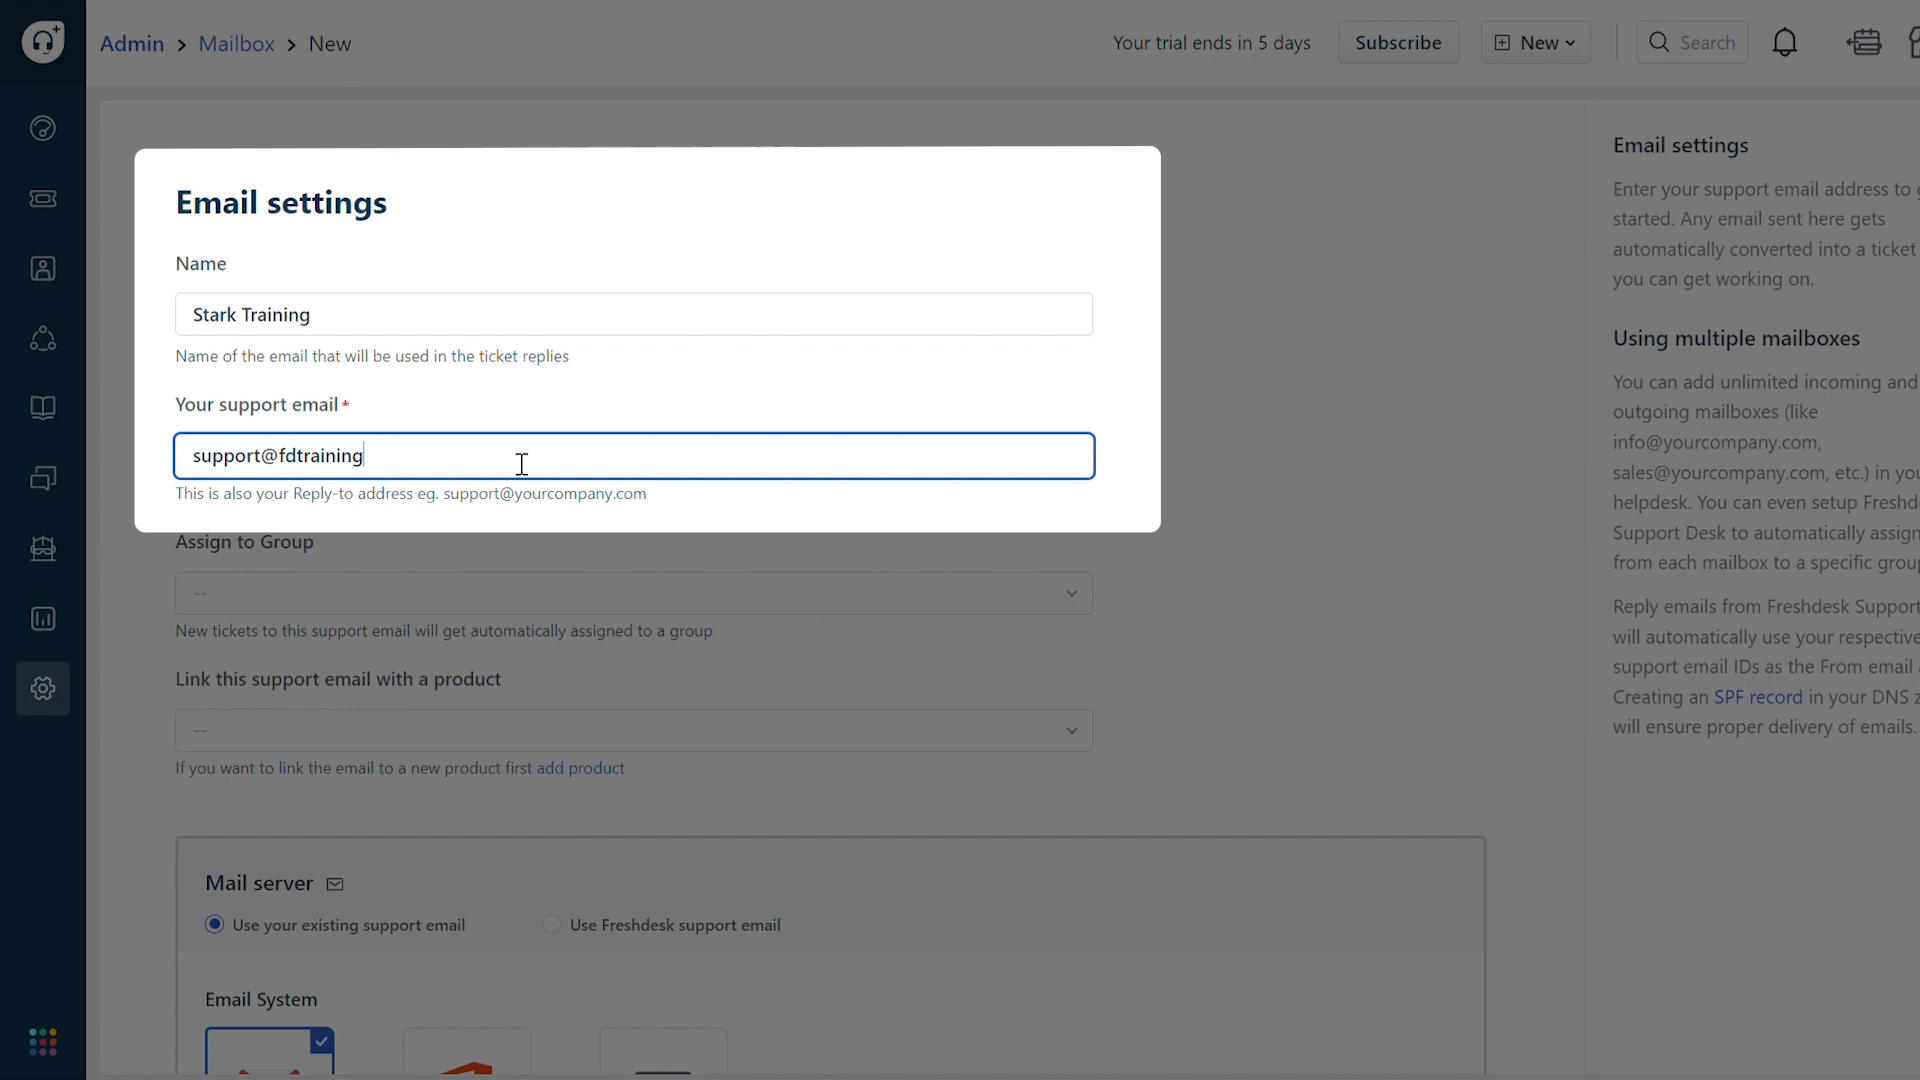 Admin > Mailbox > New
Your trial ends in 5 days
Subscribe
New
Search
Email settings
Name
Stark Training
Name of the email that will be used in the ticket replies
Your support email*
support@fdtraining
This is also your Reply-to address eg. support@yourcompany.com
Assign to Group
--
New tickets to this support email will get automatically assigned to a group
Link this support email with a product
--
If you want to link the email to a new product first add product
Mail server
Use your existing support email
Use Freshdesk support email
Email System
Email settings
Enter your support email address to
started. Any email sent here gets
automatically converted into a ticket
you can get working on.
Using multiple mailboxes
You can add unlimited incoming and
outgoing mailboxes (like
info@yourcompany.com,
sales@yourcompany.com, etc.) in
helpdesk. You can even setup
Support Desk to automatically
from each mailbox to a specific
Reply emails from Freshdesk
will automatically use your
support email IDs as the From email
Creating an SPF record in your DNS
will ensure proper delivery of emails.